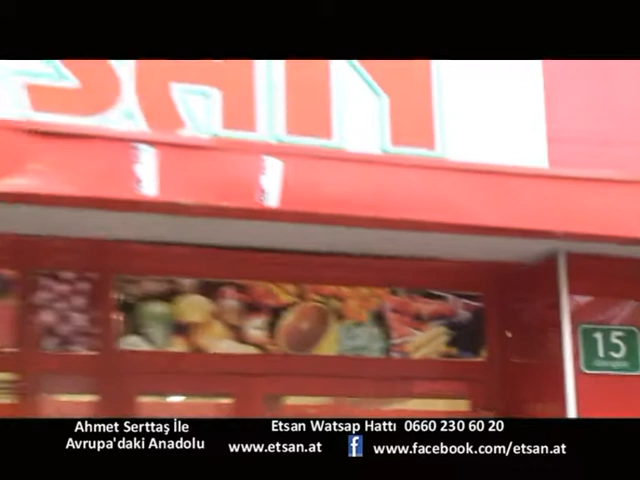 SAN
15
Ahmet Serttaş İle
Avrupa'daki Anadolu
Etsan Watsap Hattı 0660 230 60 20
www.etsan.at
f www.facebook.com/etsan.at